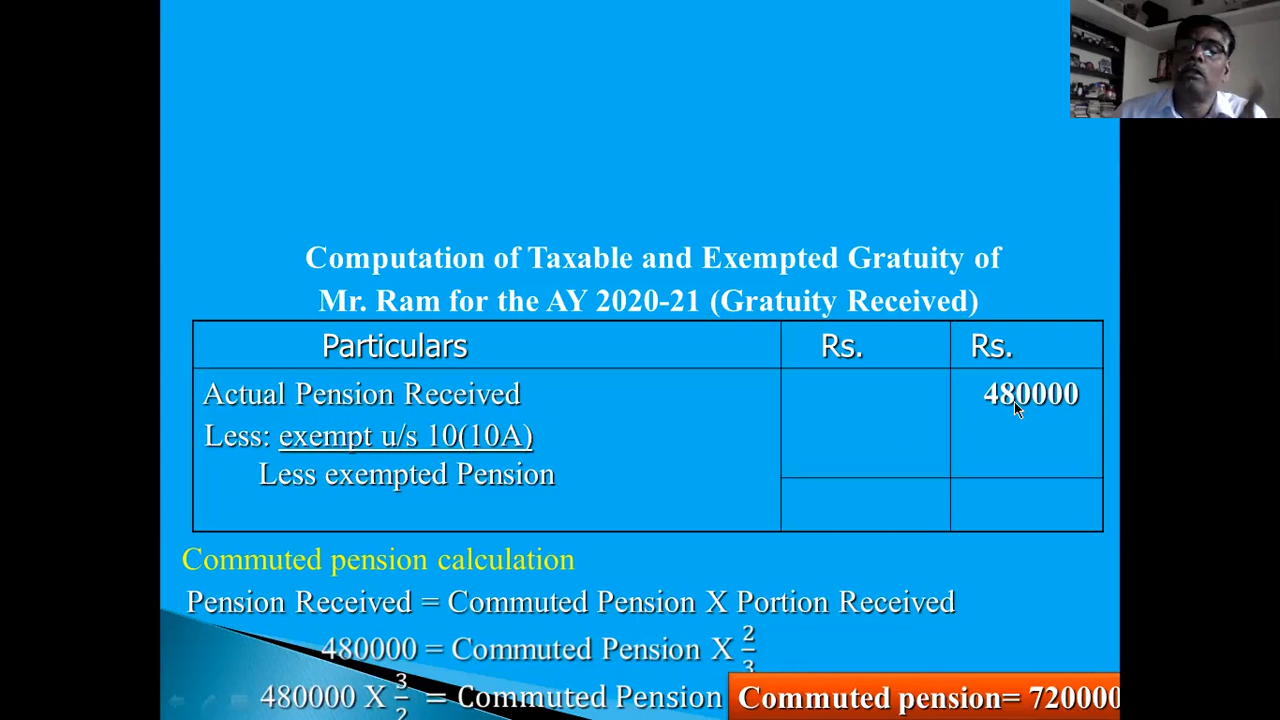 Computation of Taxable and Exempted Gratuity of
Mr. Ram for the AY 2020-21 (Gratuity Received)
Particulars Rs. Rs.
Actual Pension Received 480000
Less: exempt u/s 10(10A)
Less exempted Pension
Commuted pension calculation
Pension Received = Commuted Pension X Portion Received
480000 = Commuted Pension X 2/3
480000 X 3/2 = Commuted Pension
Commuted pension= 720000